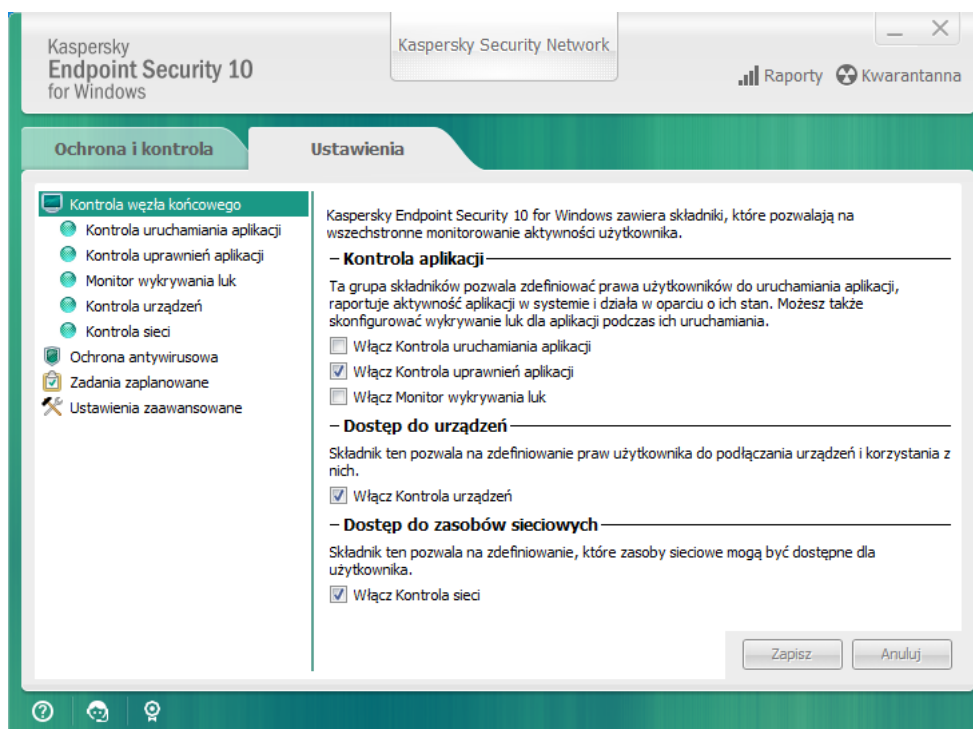 Kaspersky
Endpoint Security 10
for Windows
Kaspersky Security Network
Raporty
Kwarantanna
Ochrona i kontrola
Ustawienia
Kontrola węzła końcowego
Kontrola uruchamiania aplikacji
Kontrola uprawnień aplikacji
Monitor wykrywania luk
Kontrola urządzeń
Kontrola sieci
Ochrona antywirusowa
Zadania zaplanowane
Ustawienia zaawansowane
Kaspersky Endpoint Security 10 for Windows zawiera składniki, które pozwalają na
wszechstronne monitorowanie aktywności użytkownika.
– Kontrola aplikacji
Ta grupa składników pozwala zdefiniować prawa użytkowników do uruchamiania aplikacji,
raportuje aktywność aplikacji w systemie i działa w oparciu o ich stan. Możesz także
skonfigurować wykrywanie luk dla aplikacji podczas ich uruchamiania.
Włącz Kontrola uruchamiania aplikacji
Włącz Kontrola uprawnień aplikacji
Włącz Monitor wykrywania luk
– Dostęp do urządzeń
Składnik ten pozwala na zdefiniowanie praw użytkownika do podłączania urządzeń i korzystania z
nich.
Włącz Kontrola urządzeń
– Dostęp do zasobów sieciowych
Składnik ten pozwala na zdefiniowanie, które zasoby sieciowe mogą być dostępne dla
użytkownika.
Włącz Kontrola sieci
Zapisz
Anuluj